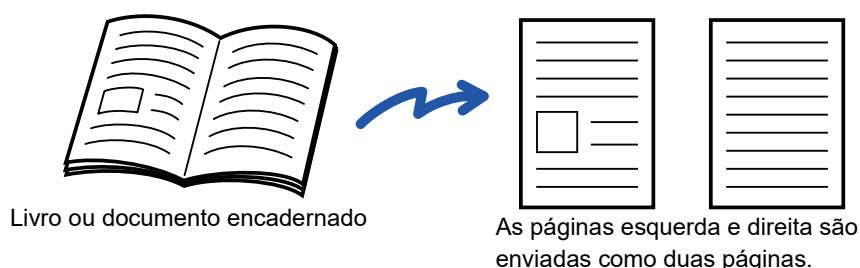 Livro ou documento encadernado
As páginas esquerda e direita são
enviadas como duas páginas.